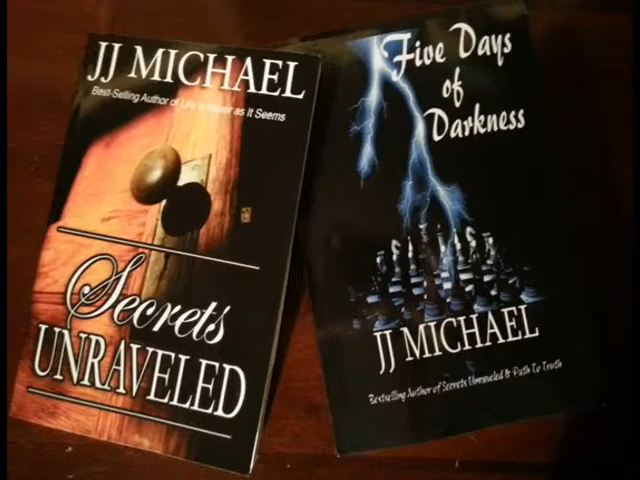 JJ MICHAEL
Best-Selling Author of Life is Never as It Seems
Secrets
UNRAVELED
Five Days
of
Darkness
JJ MICHAEL
Bestselling Author of Secrets Unraveled & Path To Truth